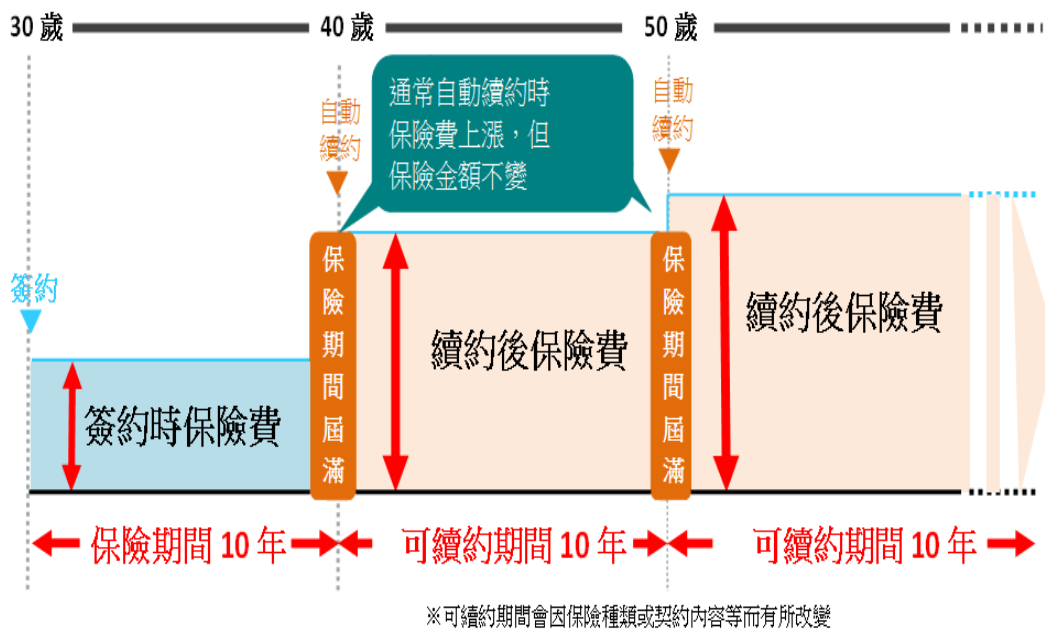 30 歲
40 歲
50 歲
通常自動續約時
保險費上漲，但
保險金額不變
自動
續約
自動
續約
簽約
簽約時保險費
保險期間屆滿
續約後保險費
保險期間屆滿
續約後保險費
保險期間 10 年
可續約期間 10 年
可續約期間 10 年
※可續約期間會因保險種類或契約內容等而有所改變